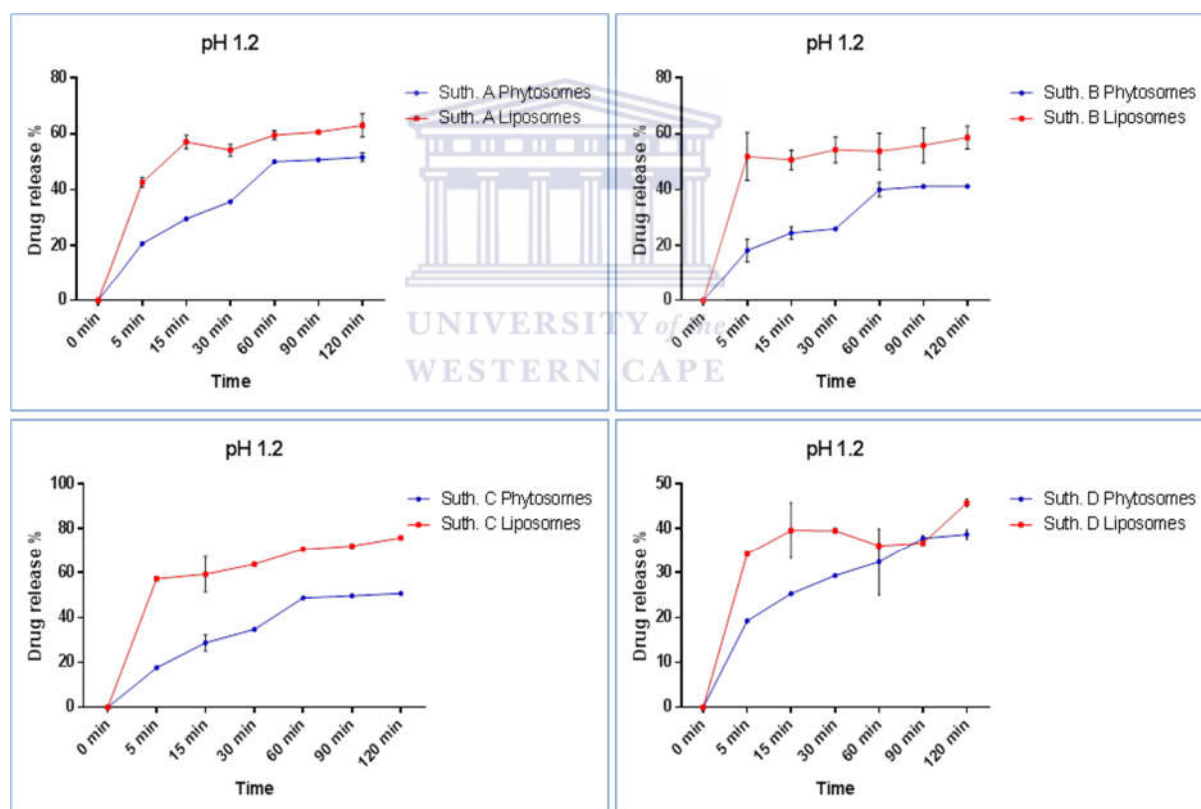 pH 1.2
Suth. A Phytosomes
Suth. A Liposomes
Drug release %
80
60
40
20
0
0 min
5 min
15 min
30 min
60 min
90 min
120 min
Time
pH 1.2
Suth. B Phytosomes
Suth. B Liposomes
Drug release %
80
60
40
20
0
0 min
5 min
15 min
30 min
60 min
90 min
120 min
Time
UNIVERSITY of the
WESTERN CAPE
pH 1.2
Suth. C Phytosomes
Suth. C Liposomes
Drug release %
100
80
60
40
20
0
0 min
5 min
15 min
30 min
60 min
90 min
120 min
Time
pH 1.2
Suth. D Phytosomes
Suth. D Liposomes
Drug release %
50
40
30
20
10
0
0 min
5 min
15 min
30 min
60 min
90 min
120 min
Time